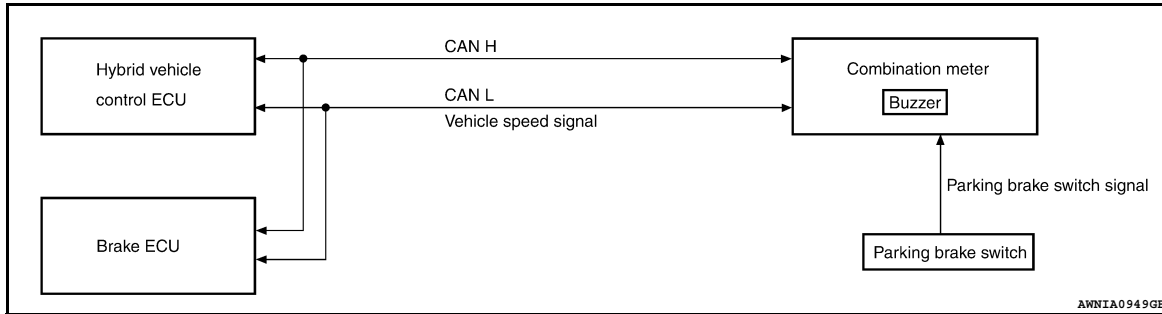 Hybrid vehicle
control ECU
CAN H
CAN L
Vehicle speed signal
Combination meter
Buzzer
Parking brake switch signal
Brake ECU
Parking brake switch